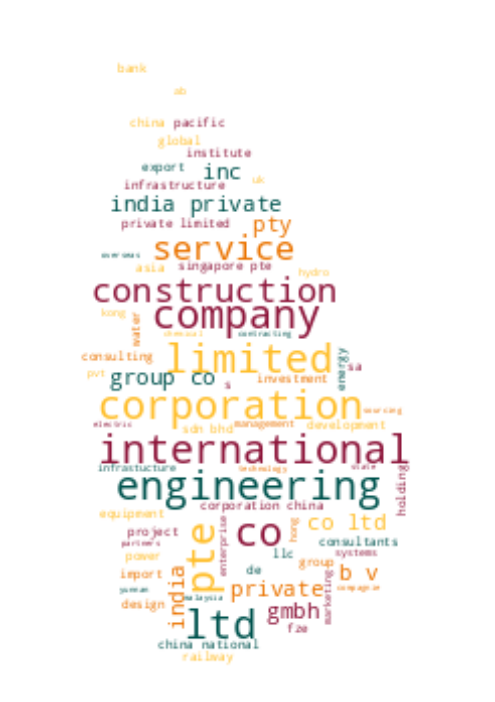 bank
ab
china pacific
global
institute
export inc uk
infrastructure
india private
private limited pty
service
overseas
asia singapore pte
hydro
construction
kong company
water
chemical contracting
consulting limited energy
pvt group co s investment sa
corporation sourcing
electric sdn bhd management development
international
infrastucture technology state
engineering holding
corporation china
equipment pte enterprise co hong co ltd
project
partners consultants
power llc systems
import india de group b v
yunnan malaysia private marketing compagnie
design ltd gmbh
fze
china national
railway